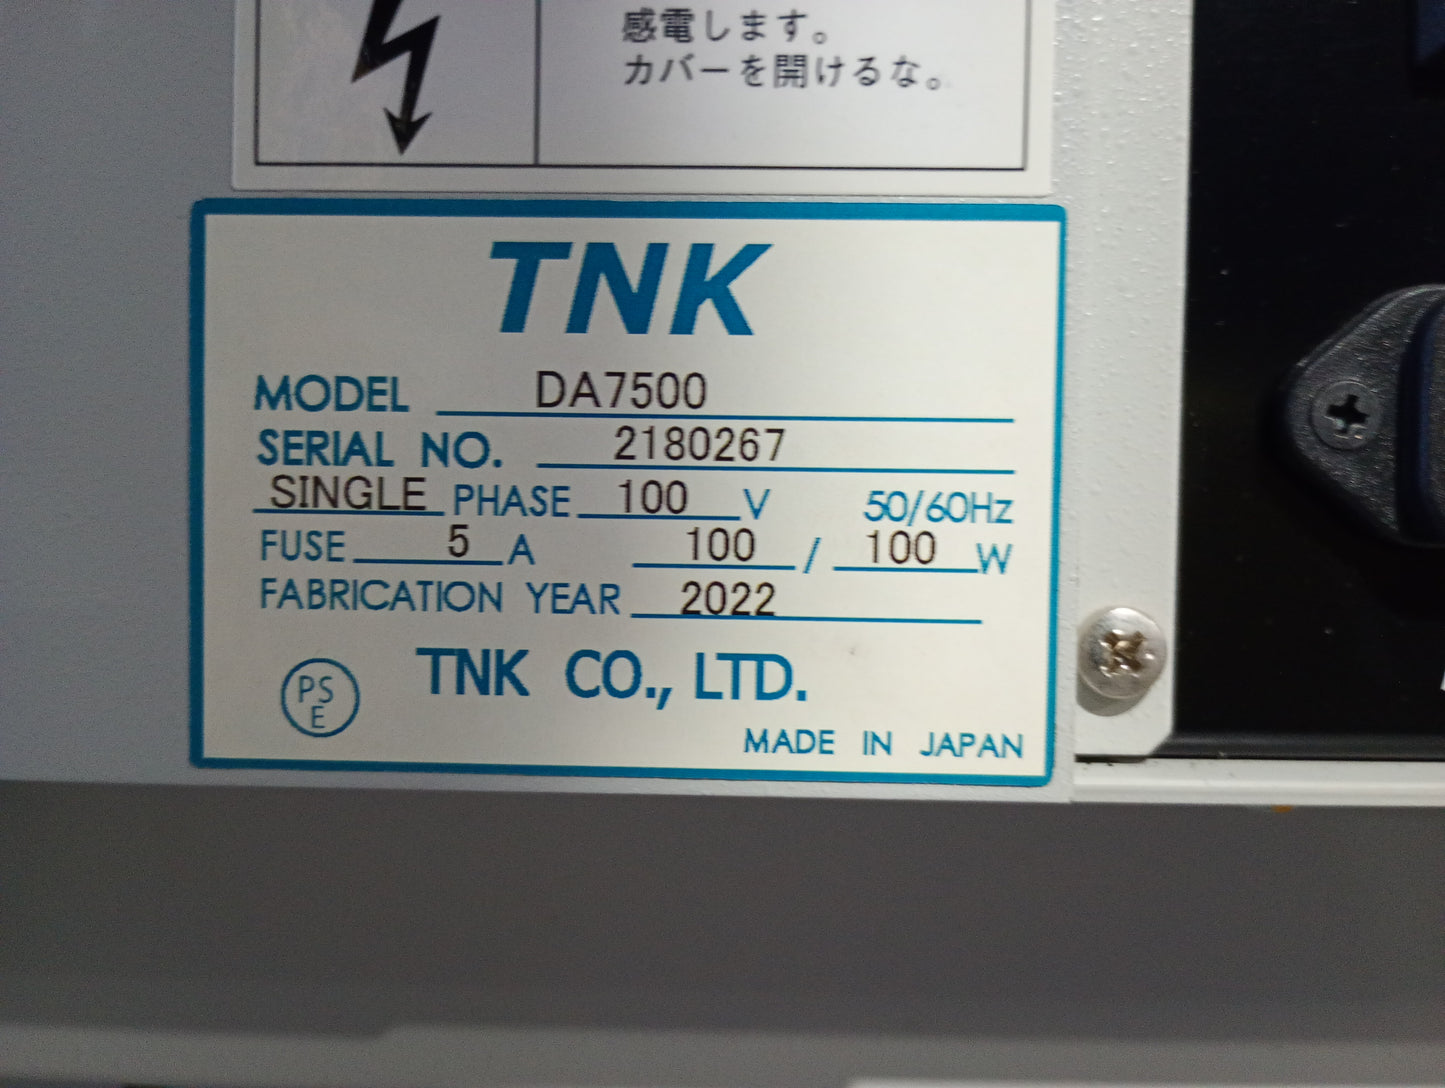 感電します。
カバーを開けるな。
TNK
MODEL DA7500
SERIAL NO. 2180267
SINGLE PHASE 100 V 50/60Hz
FUSE 5 A 100 / 100 W
FABRICATION YEAR 2022
PS
E
TNK CO., LTD.
MADE IN JAPAN